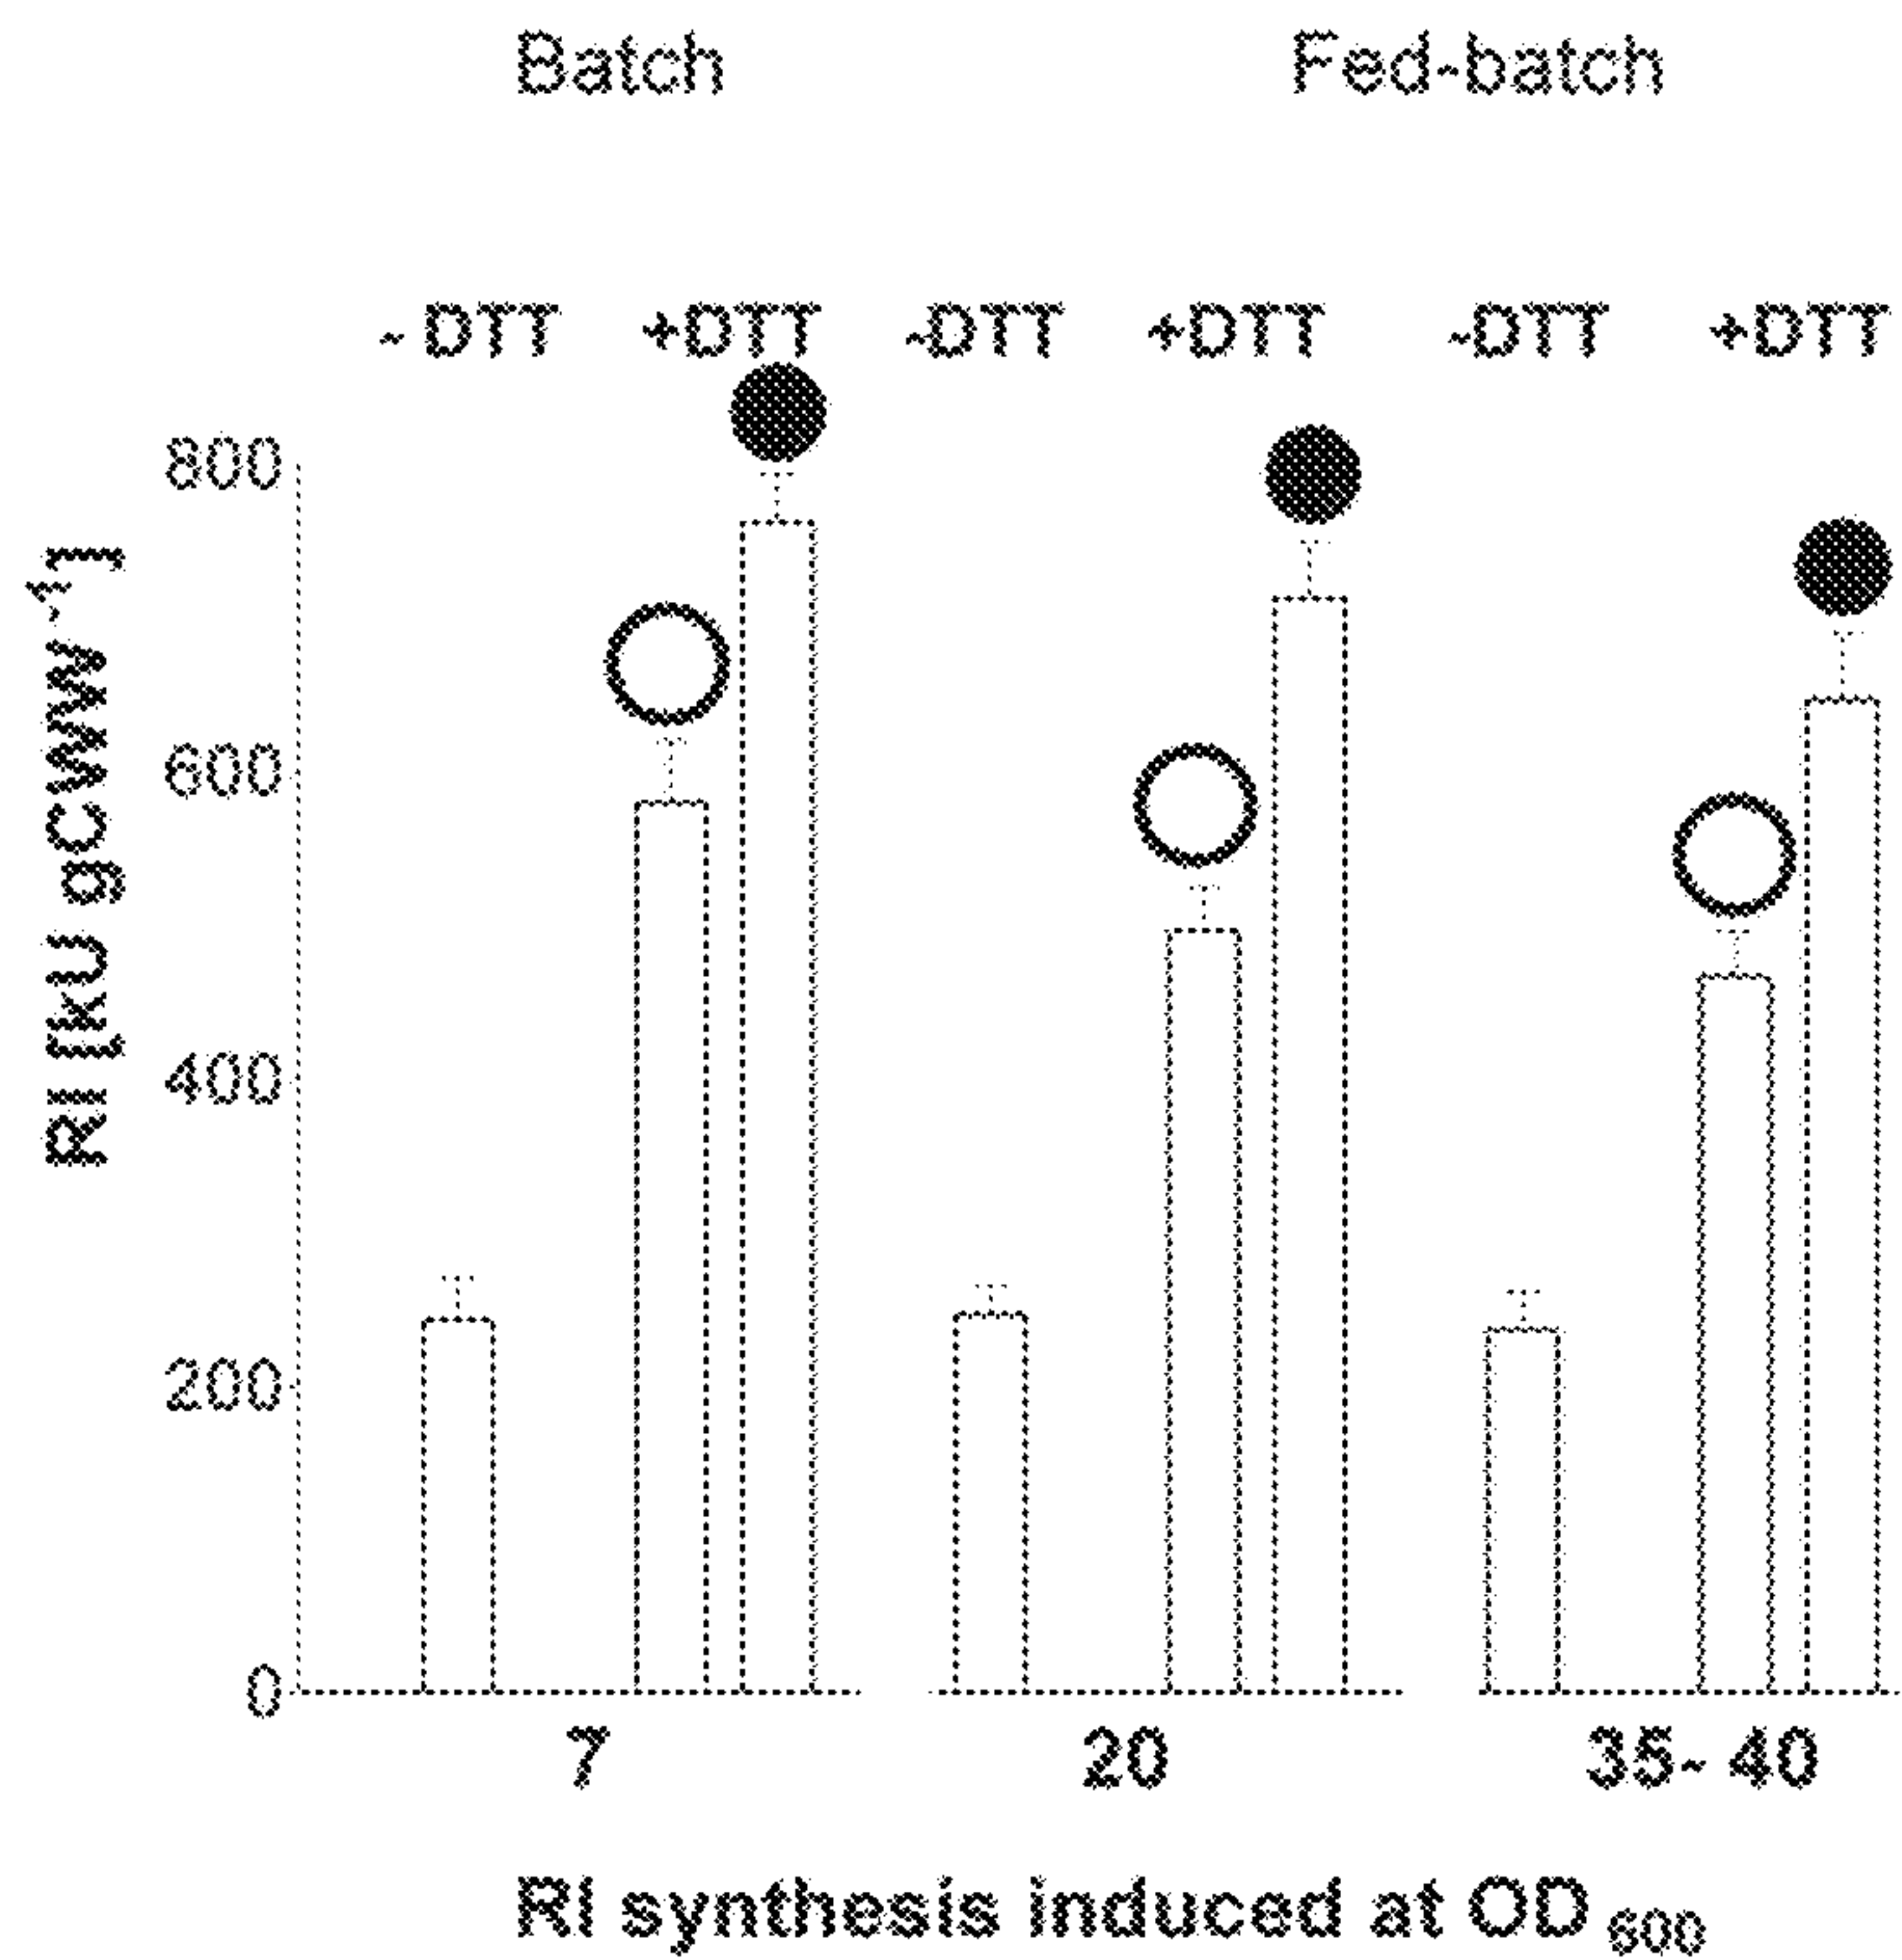 Batch Fed-batch
- DTT +DTT -DTT +DTT -DTT +DTT
800
600
400
200
0
RI [kU gCWW⁻¹]
7 20 35- 40
RI synthesis induced at OD₆₀₀